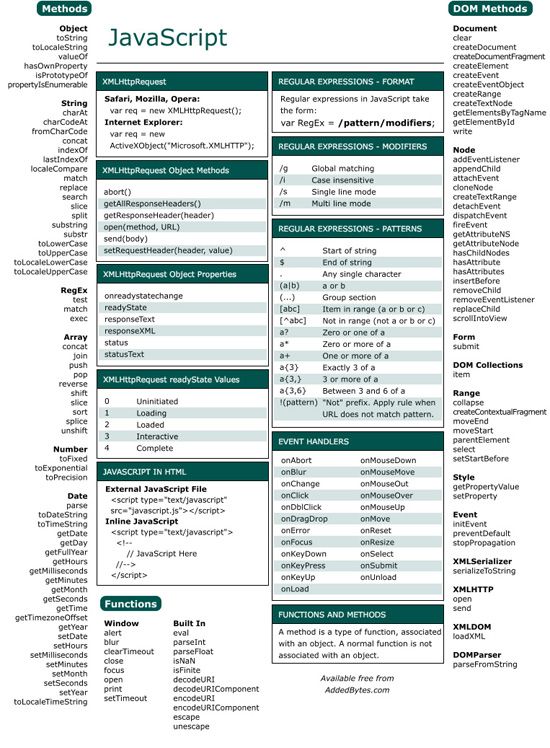 Methods
Object
toString
toLocaleString
valueOf
hasOwnProperty
isPrototypeOf
propertyIsEnumerable
String
charAt
charCodeAt
fromCharCode
concat
indexOf
lastIndexOf
localeCompare
match
replace
search
slice
split
substring
substr
toLowerCase
toUpperCase
toLocaleLowerCase
toLocaleUpperCase
RegEx
test
match
exec
Array
concat
join
push
pop
reverse
shift
slice
sort
splice
unshift
Number
toFixed
toExponential
toPrecision
Date
parse
toDateString
toTimeString
getDate
getDay
getFullYear
getHours
getMilliseconds
getMinutes
getMonth
getSeconds
getTime
getTimezoneOffset
getYear
setDate
setHours
setMilliseconds
setMinutes
setMonth
setSeconds
setYear
toLocaleTimeString
JavaScript
XMLHttpRequest
Safari, Mozilla, Opera:
var req = new XMLHttpRequest();
Internet Explorer:
var req = new
ActiveXObject("Microsoft.XMLHTTP");
XMLHttpRequest Object Methods
abort()
getAllResponseHeaders()
getResponseHeader(header)
open(method, URL)
send(body)
setRequestHeader(header, value)
XMLHttpRequest Object Properties
onreadystatechange
readyState
responseText
responseXML
status
statusText
XMLHttpRequest readyState Values
0 Uninitiated
1 Loading
2 Loaded
3 Interactive
4 Complete
JAVASCRIPT IN HTML
External JavaScript File
<script type="text/javascript"
src="javascript.js"></script>
Inline JavaScript
<script type="text/javascript">
<!--
// JavaScript Here
//-->
</script>
Functions
Window
alert
blur
clearTimeout
close
focus
open
print
setTimeout
Built In
eval
parseInt
parseFloat
isNaN
isFinite
decodeURI
decodeURIComponent
encodeURI
encodeURIComponent
escape
unescape
REGULAR EXPRESSIONS - FORMAT
Regular expressions in JavaScript take
the form:
var RegEx = /pattern/modifiers;
REGULAR EXPRESSIONS - MODIFIERS
/g Global matching
/i Case insensitive
/s Single line mode
/m Multi line mode
REGULAR EXPRESSIONS - PATTERNS
^ Start of string
$ End of string
. Any single character
(a|b) a or b
(...) Group section
[abc] Item in range (a or b or c)
[^abc] Not in range (not a or b or c)
a? Zero or one of a
a* Zero or more of a
a+ One or more of a
a{3} Exactly 3 of a
a{3,} 3 or more of a
a{3,6} Between 3 and 6 of a
!(pattern) "Not" prefix. Apply rule when
URL does not match pattern.
EVENT HANDLERS
onAbort onMouseDown
onBlur onMouseMove
onChange onMouseOut
onClick onMouseOver
onDblClick onMouseUp
onDragDrop onMove
onError onReset
onFocus onResize
onKeyDown onSelect
onKeyPress onSubmit
onKeyUp onUnload
onLoad
FUNCTIONS AND METHODS
A method is a type of function, associated
with an object. A normal function is not
associated with an object.
Available free from
AddedBytes.com
DOM Methods
Document
clear
createDocument
createDocumentFragment
createElement
createEvent
createEventObject
createRange
createTextNode
getElementsByTagName
getElementById
write
Node
addEventListener
appendChild
attachEvent
cloneNode
createTextRange
detachEvent
dispatchEvent
fireEvent
getAttributeNS
getAttributeNode
hasChildNodes
hasAttribute
hasAttributes
insertBefore
removeChild
removeEventListener
replaceChild
scrollIntoView
Form
submit
DOM Collections
item
Range
collapse
createContextualFragment
moveEnd
moveStart
parentElement
select
setStartBefore
Style
getPropertyValue
setProperty
Event
initEvent
preventDefault
stopPropagation
XMLSerializer
serializeToString
XMLHTTP
open
send
XMLDOM
loadXML
DOMParser
parseFromString